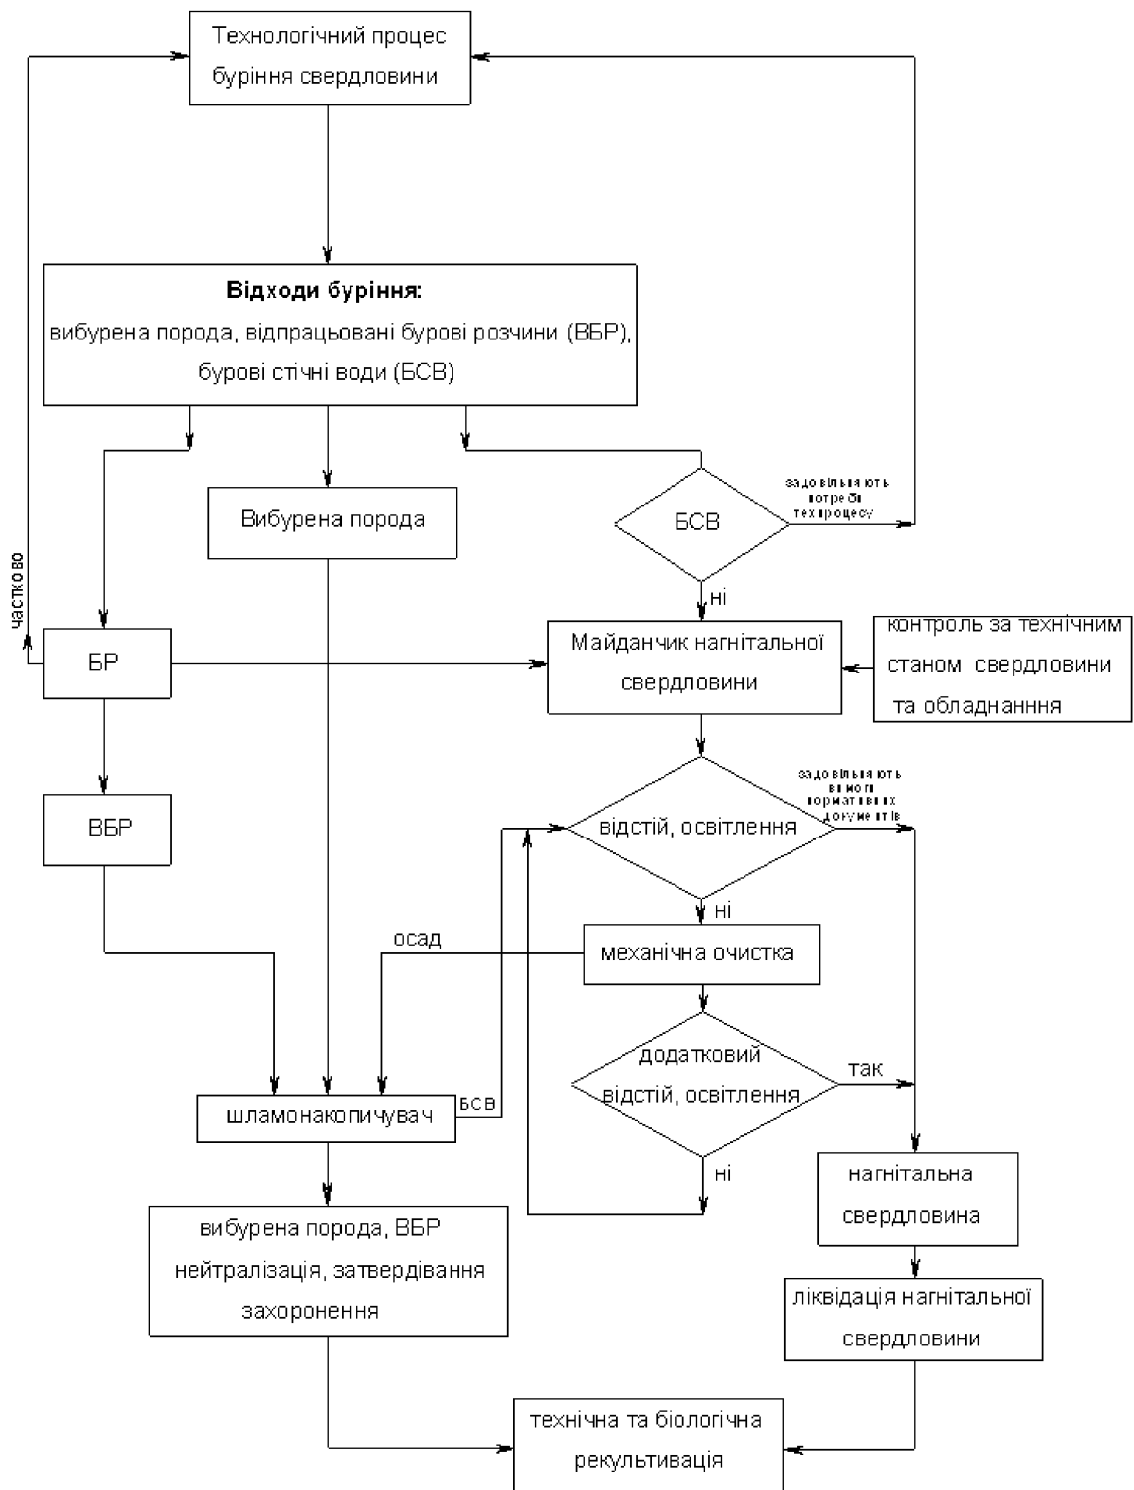 Технологічний процес
буріння свердловини
Відходи буріння:
вибурена порода, відпрацьовані бурові розчини (ВБР),
бурові стічні води (БСВ)
Вибурена порода
БСВ
задовільняють
потреби
техпроцесу
ні
частково
БР
Майданчик нагнітальної
свердловини
контроль за технічним
станом свердловини
та обладнанння
ВБР
відстій, освітлення
задовільняють
вимоги
нормативних
документів
ні
осад
механічна очистка
додатковий
відстій, освітлення
так
ні
шламонакопичувач
БСВ
нагнітальна
свердловина
вибурена порода, ВБР
нейтралізація, затвердівання
захоронення
ліквідація нагнітальної
свердловини
технічна та біологічна
рекультивація